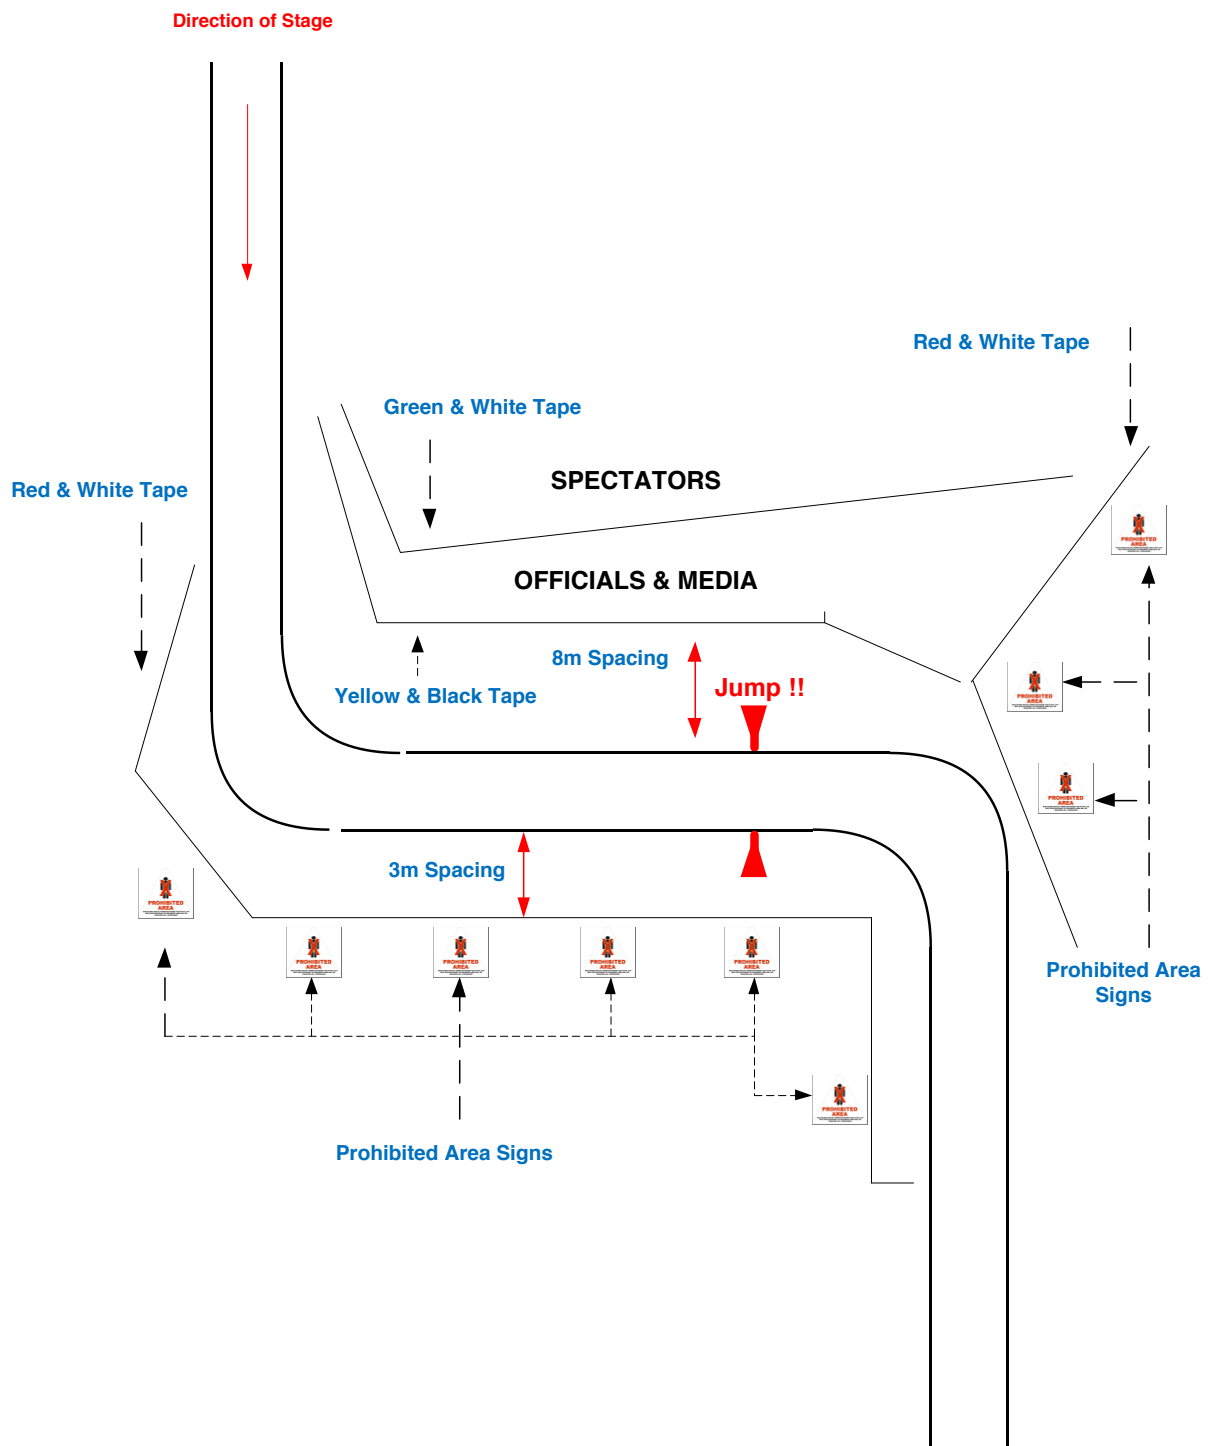 Direction of Stage
Red & White Tape
Green & White Tape
SPECTATORS
Red & White Tape
PROHIBITED
AREA
OFFICIALS & MEDIA
8m Spacing
Yellow & Black Tape
Jump !!
PROHIBITED
AREA
PROHIBITED
AREA
3m Spacing
PROHIBITED
AREA
PROHIBITED
AREA
PROHIBITED
AREA
PROHIBITED
AREA
PROHIBITED
AREA
Prohibited Area
Signs
PROHIBITED
AREA
Prohibited Area Signs